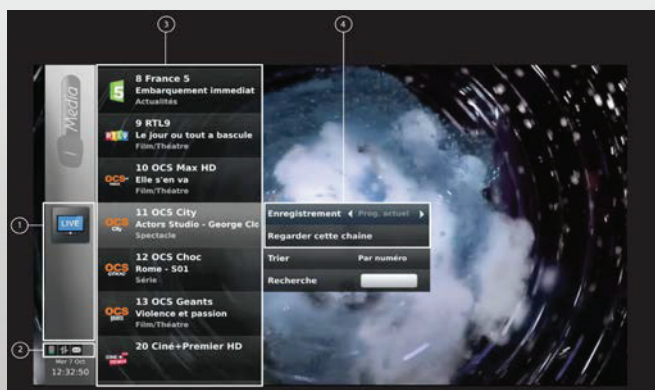 3
4
7Media
8 France 5
Embarquement immediat
Actualités
9 RTL9
Le jour ou tout a bascule
Film/Théatre
10 OCS Max HD
Elle s'en va
Film/Théatre
1
LIVE
11 OCS City
Actors Studio - George Clo
Spectacle
Enregistrement Prog. actuel
Regarder cette chaine
Trier Par numéro
Recherche
12 OCS Choc
Rome - S01
Série
13 OCS Geants
Violence et passion
Film/Théatre
20 Ciné+Premier HD
2
Mer 7 Oct
12:32:50